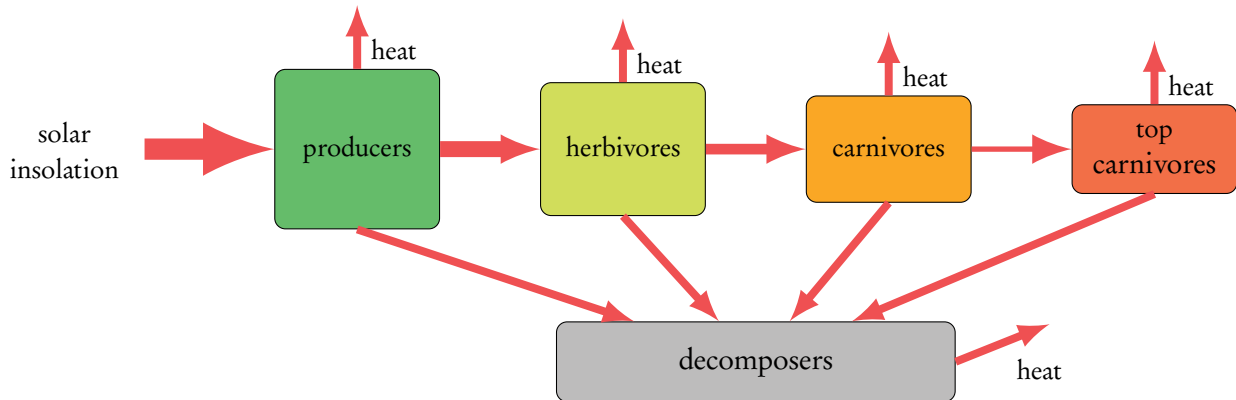 heat
heat
heat
heat
solar
insolation
producers
herbivores
carnivores
top
carnivores
decomposers
heat